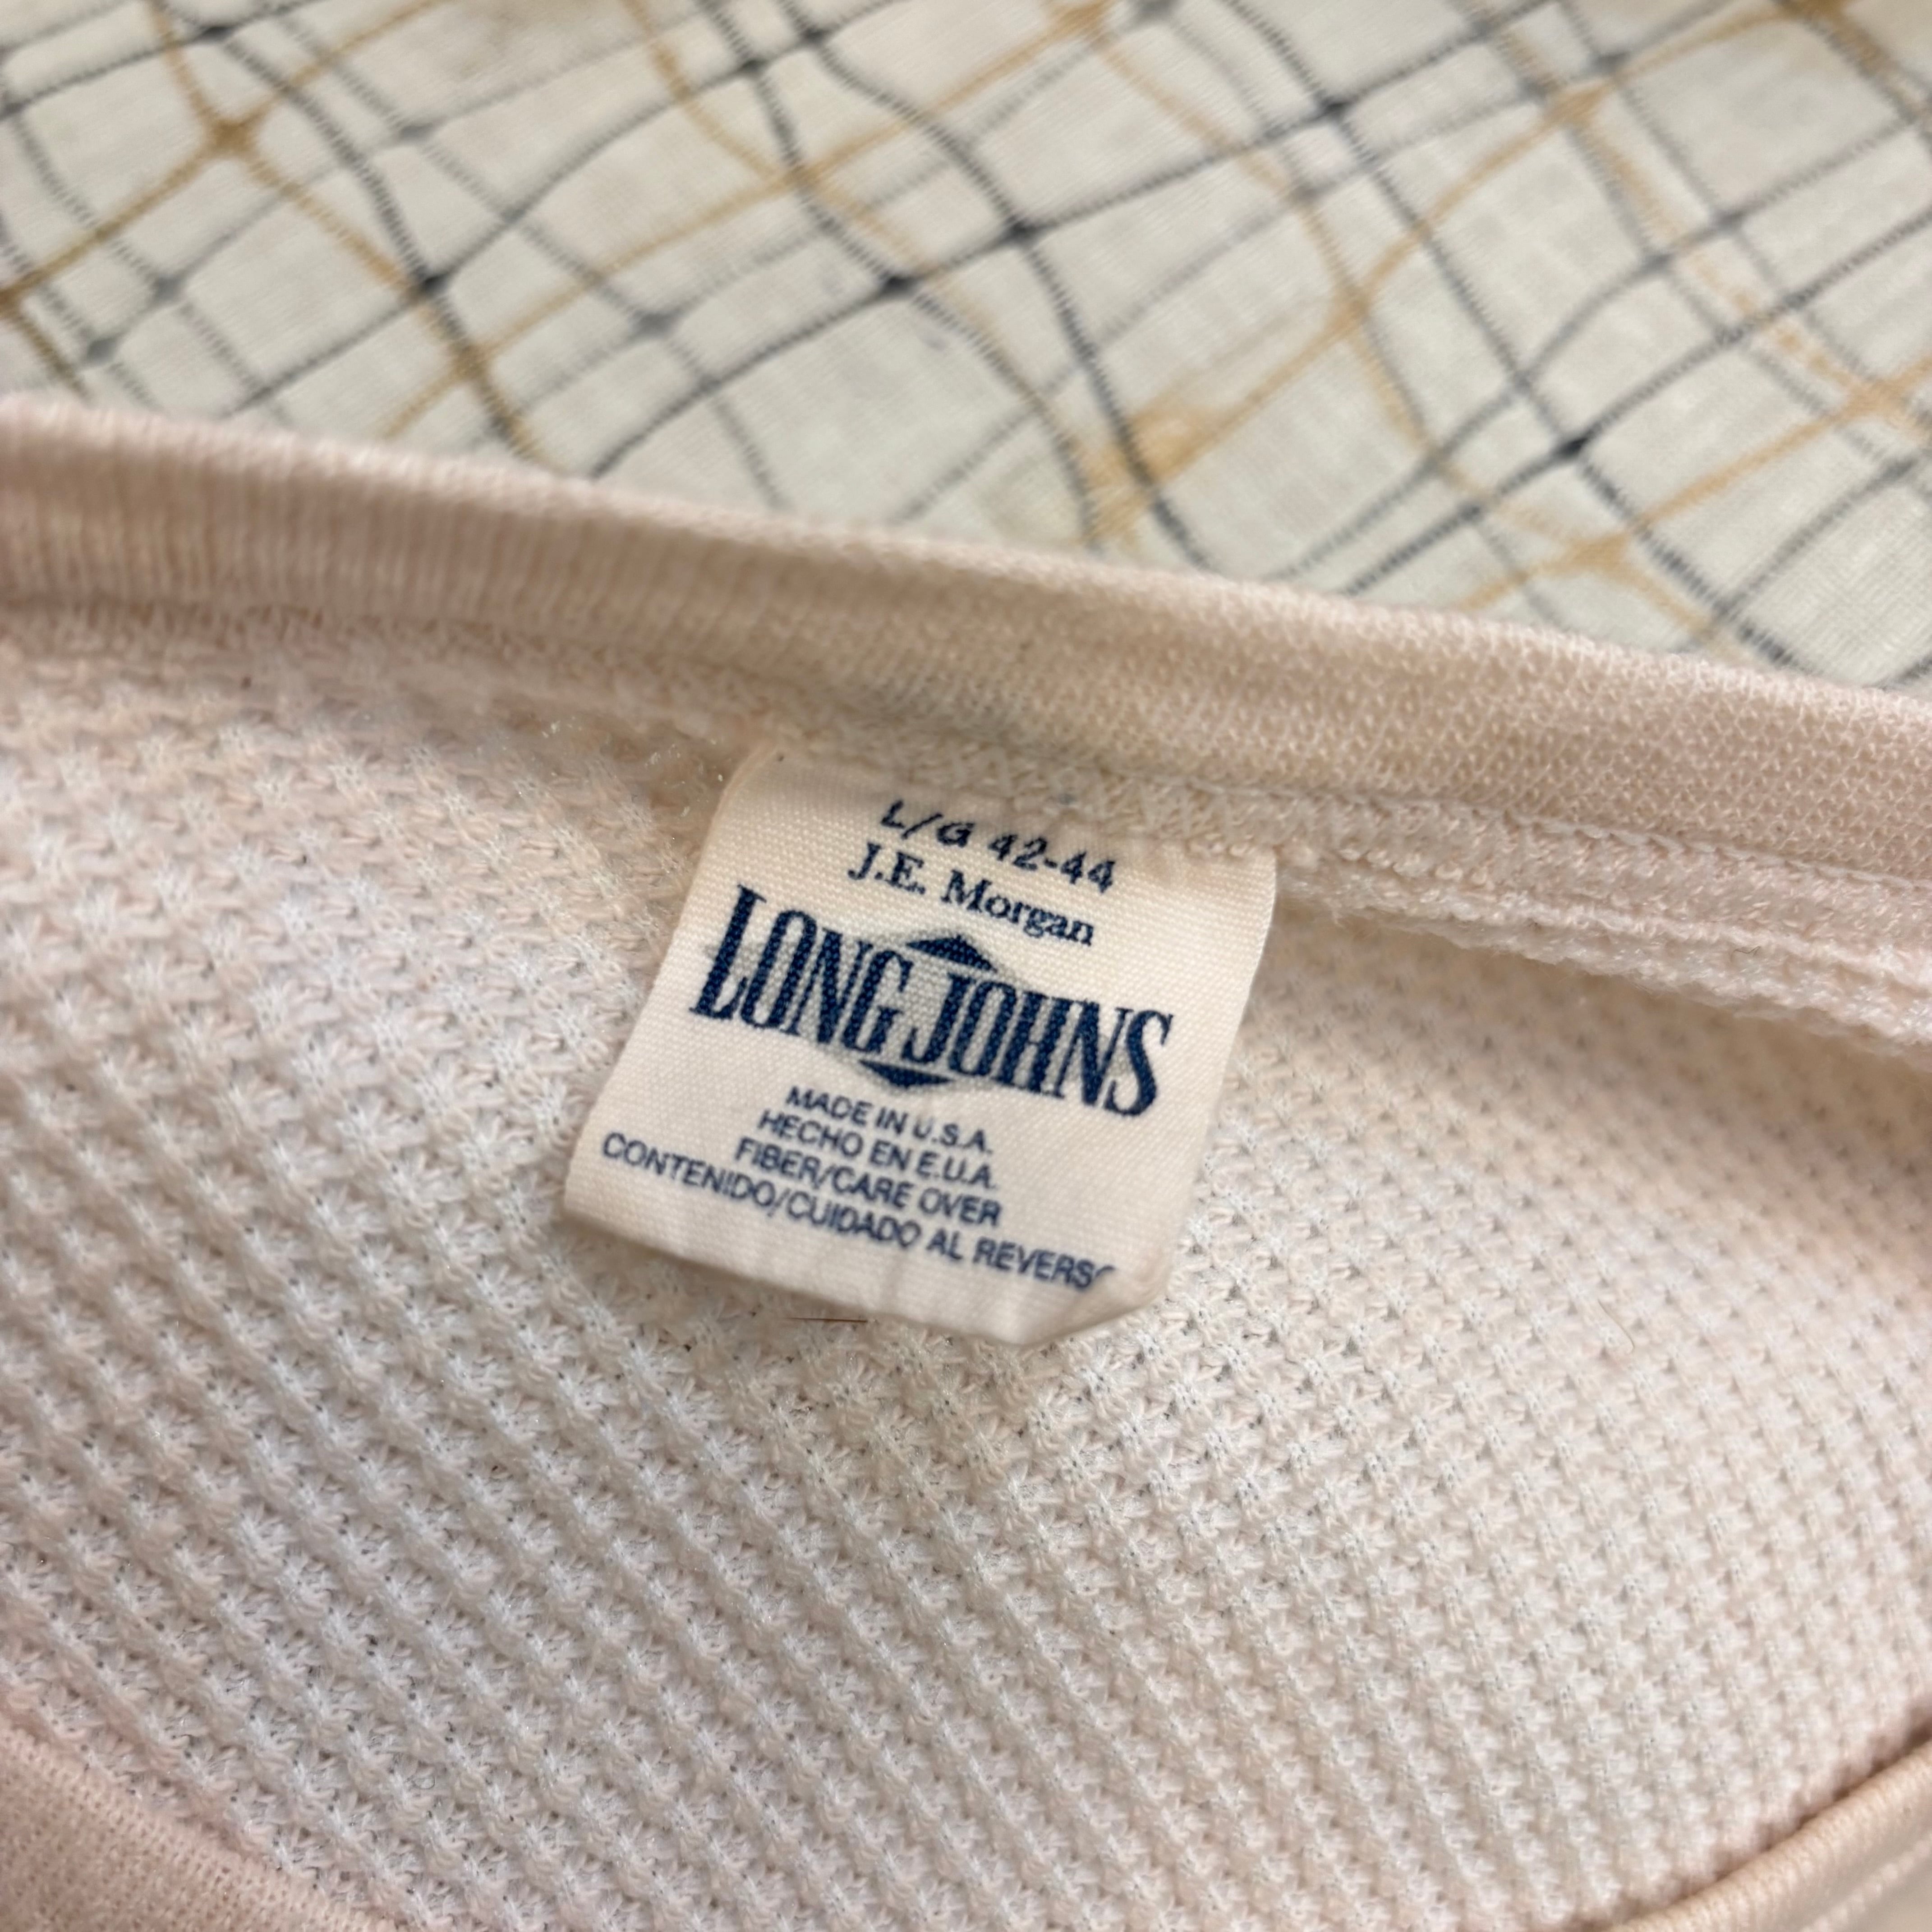 L/G 42-44
J.E. Morgan
LONG JOHNS
MADE IN U.S.A.
HECHO EN E.U.A.
FIBER/CARE OVER
CONTENIDO/CUIDADO AL REVERSO